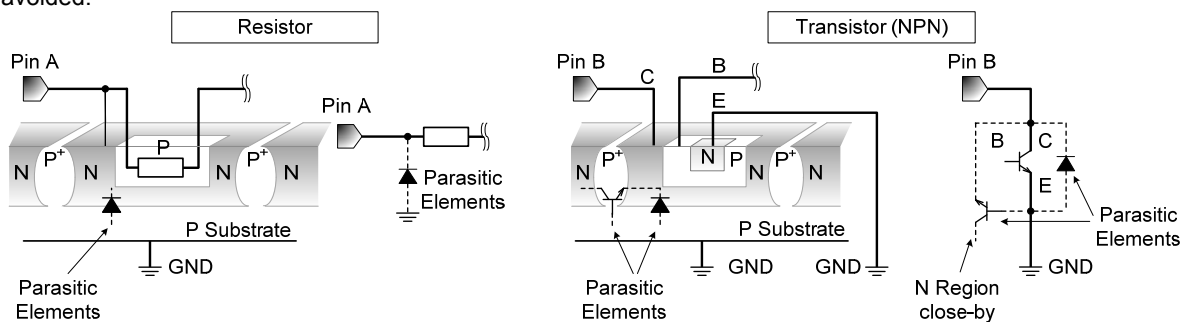 avoided.
Resistor
Transistor (NPN)
Pin A
Pin A
N
P+
N
P
N
P+
N
Parasitic
Elements
P Substrate
GND
Parasitic
Elements
Pin B
C
B
E
N
P+
N
P
P+
N
N
P Substrate
GND
GND
Parasitic
Elements
Pin B
B
C
E
Parasitic
Elements
GND
N Region
close-by